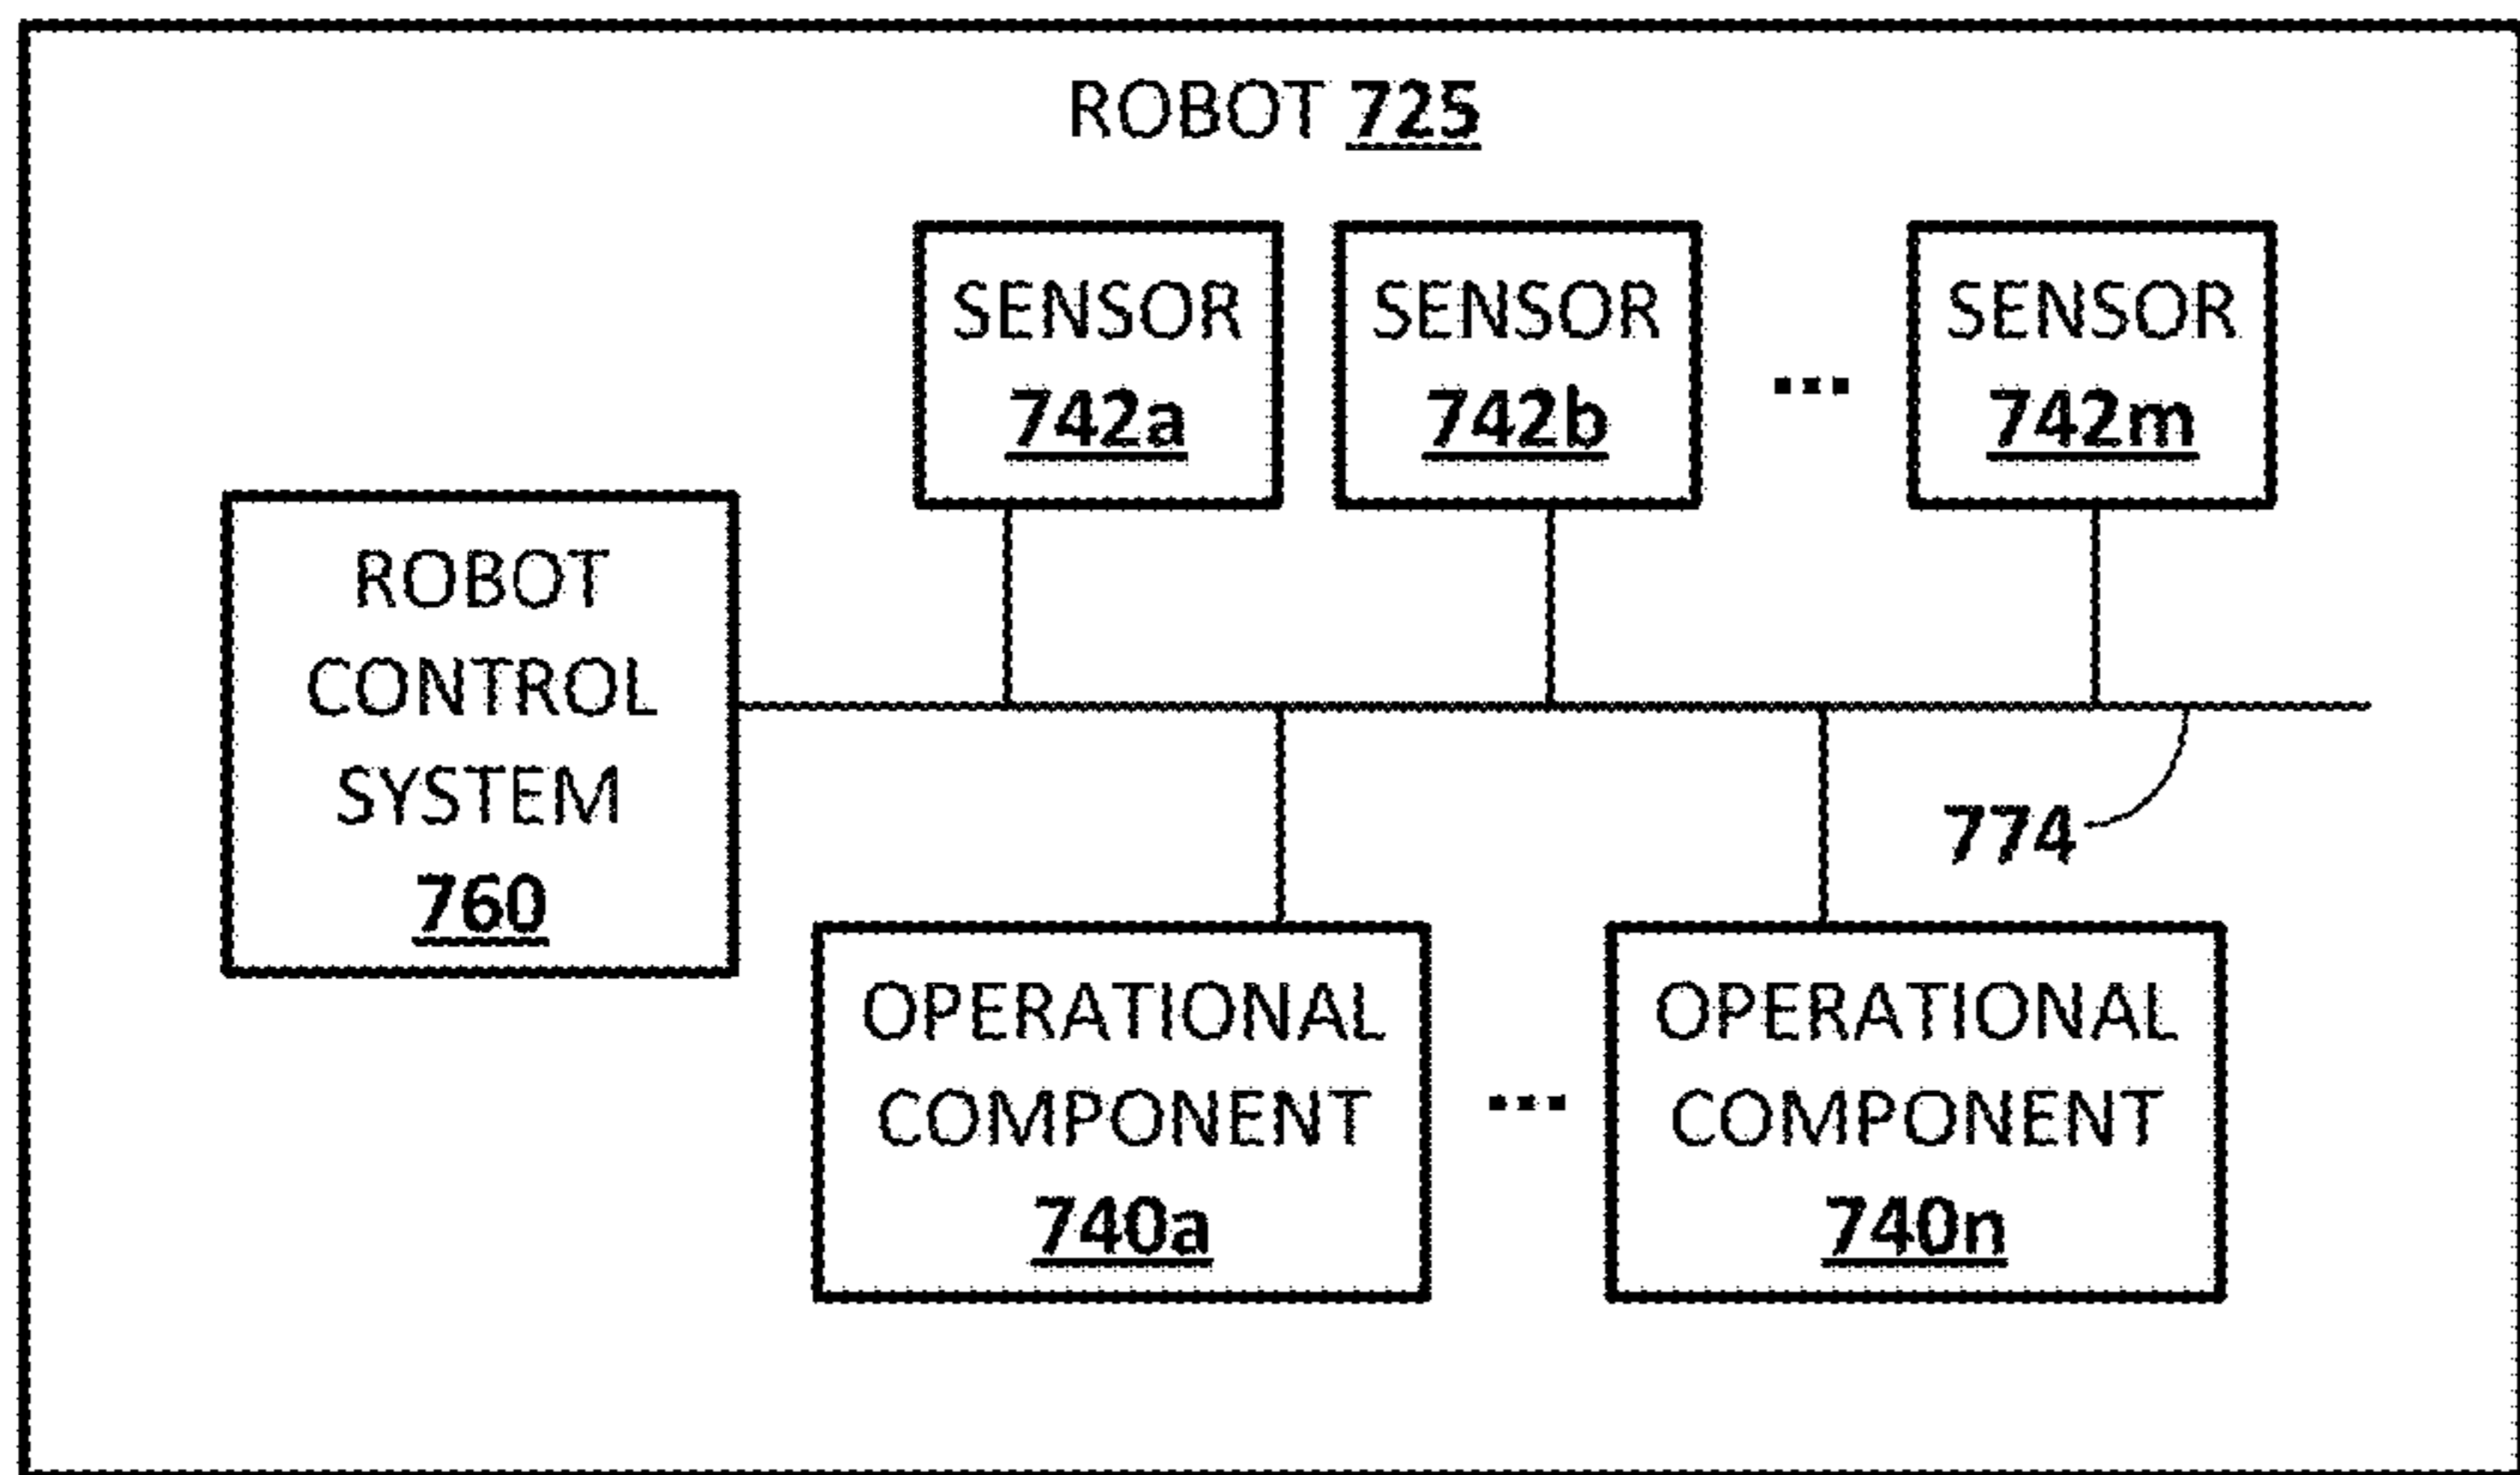 ROBOT 725
SENSOR
742a
SENSOR
742b
...
SENSOR
742m
ROBOT
CONTROL
SYSTEM
760
774
OPERATIONAL
COMPONENT
740a
...
OPERATIONAL
COMPONENT
740n